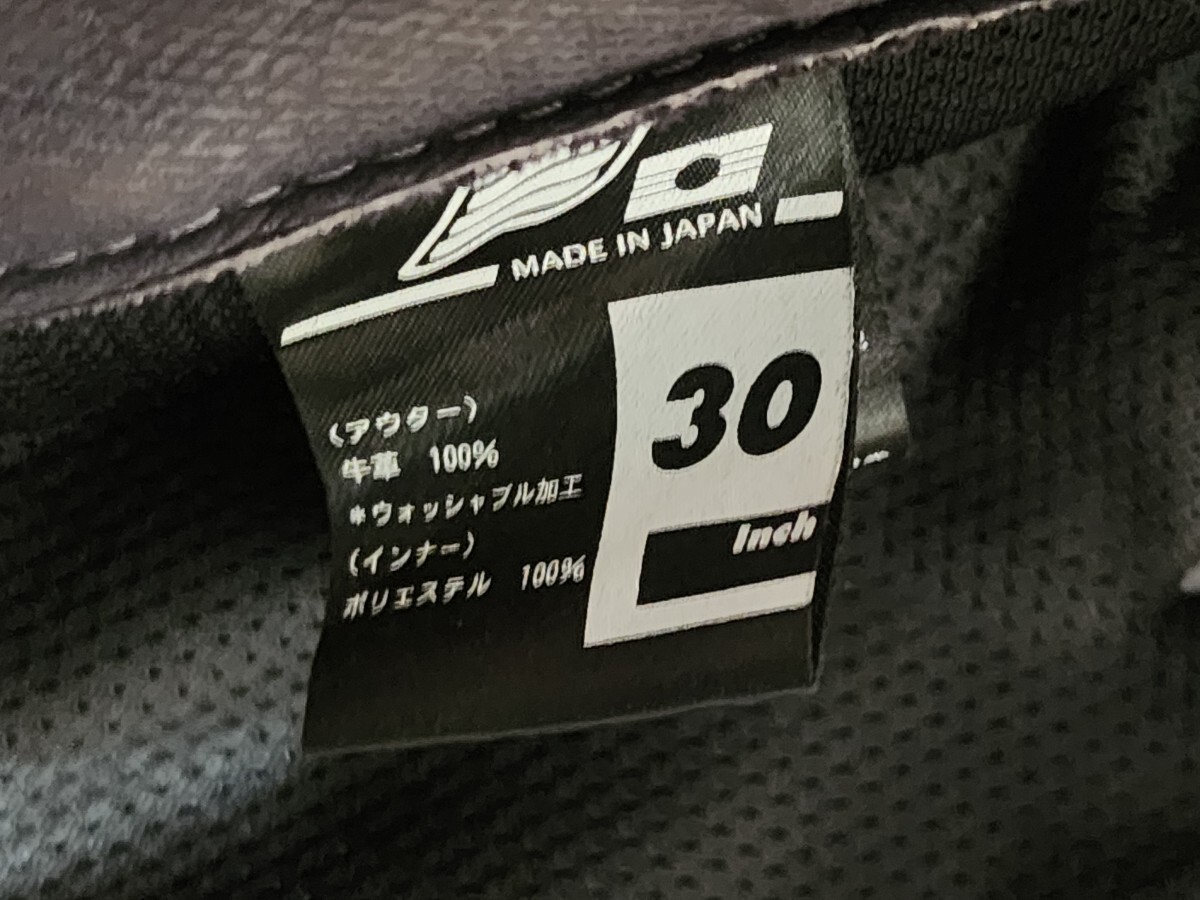 MADE IN JAPAN
30
Inch
(アウター)
牛革 100%
*ウォッシャブル加工
(インナー)
ポリエステル 100%